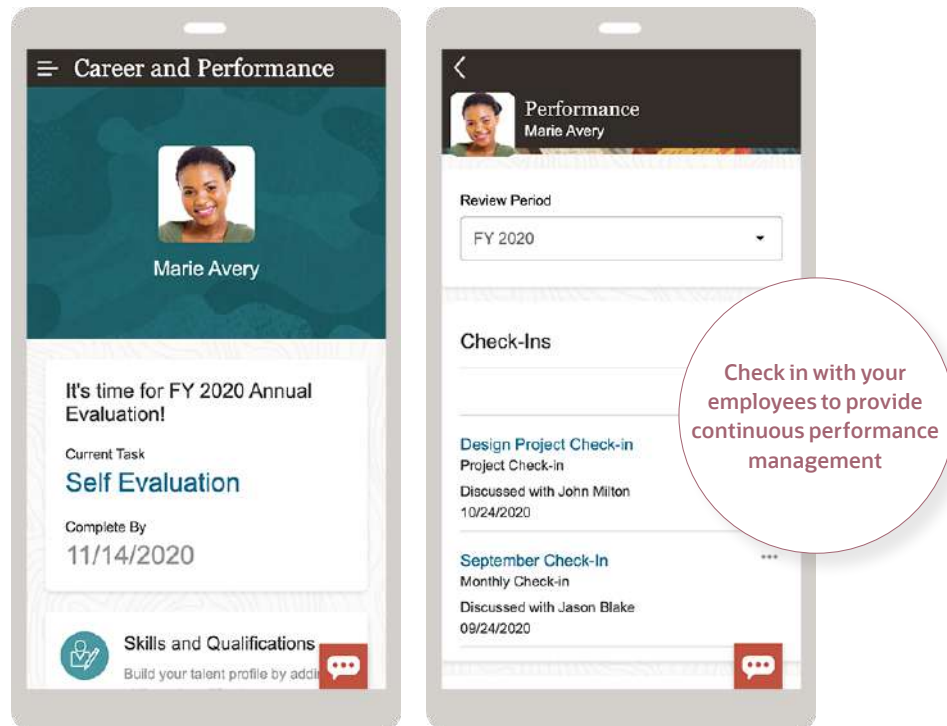 Career and Performance
Marie Avery
It's time for FY 2020 Annual
Evaluation!
Current Task
Self Evaluation
Complete By
11/14/2020
Skills and Qualifications
Build your talent profile by
Performance
Marie Avery
Review Period
FY 2020
Check-Ins
Design Project Check-in
Project Check-in
Discussed with John Milton
10/24/2020
September Check-In
Monthly Check-in
Discussed with Jason Blake
09/24/2020
Check in with your
employees to provide
continuous performance
management